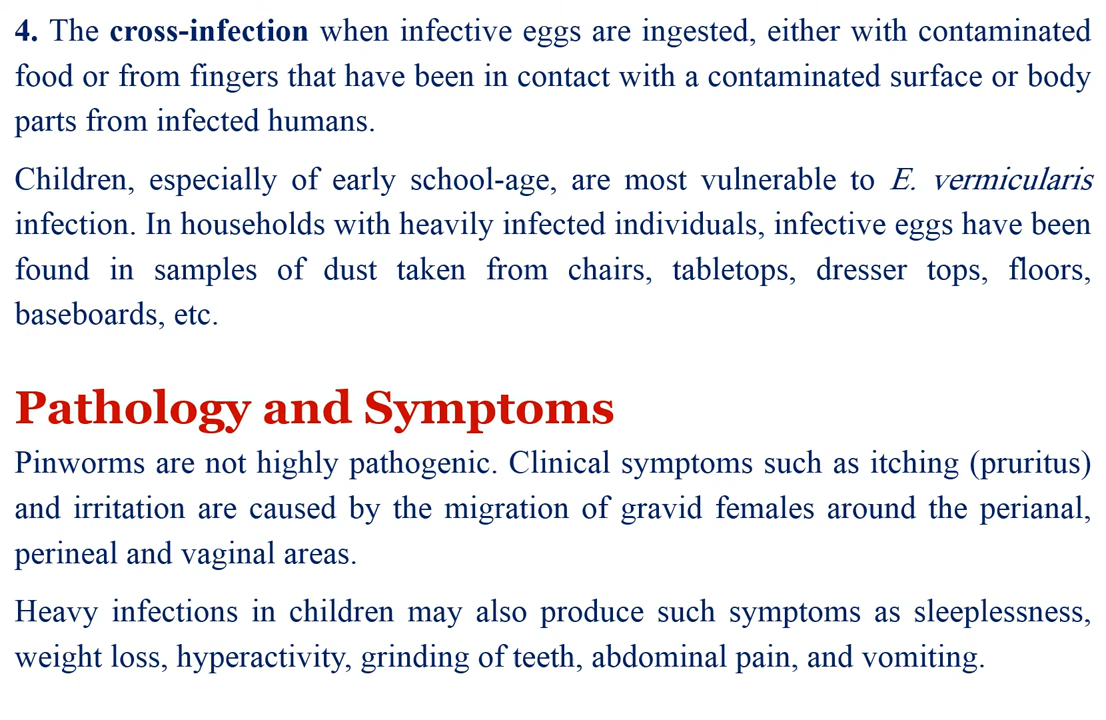 4. The cross-infection when infective eggs are ingested, either with contaminated
food or from fingers that have been in contact with a contaminated surface or body
parts from infected humans.
Children, especially of early school-age, are most vulnerable to E. vermicularis
infection. In households with heavily infected individuals, infective eggs have been
found in samples of dust taken from chairs, tabletops, dresser tops, floors,
baseboards, etc.
Pathology and Symptoms
Pinworms are not highly pathogenic. Clinical symptoms such as itching (pruritus)
and irritation are caused by the migration of gravid females around the perianal,
perineal and vaginal areas.
Heavy infections in children may also produce such symptoms as sleeplessness,
weight loss, hyperactivity, grinding of teeth, abdominal pain, and vomiting.